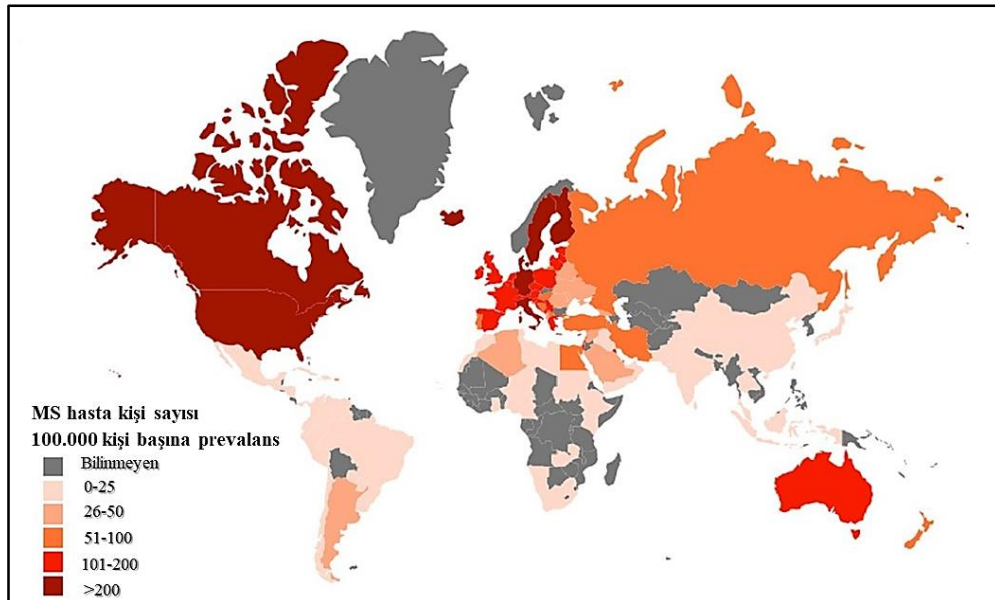 MS hasta kişi sayısı
100.000 kişi başına prevalans
Bilinmeyen
0-25
26-50
51-100
101-200
>200